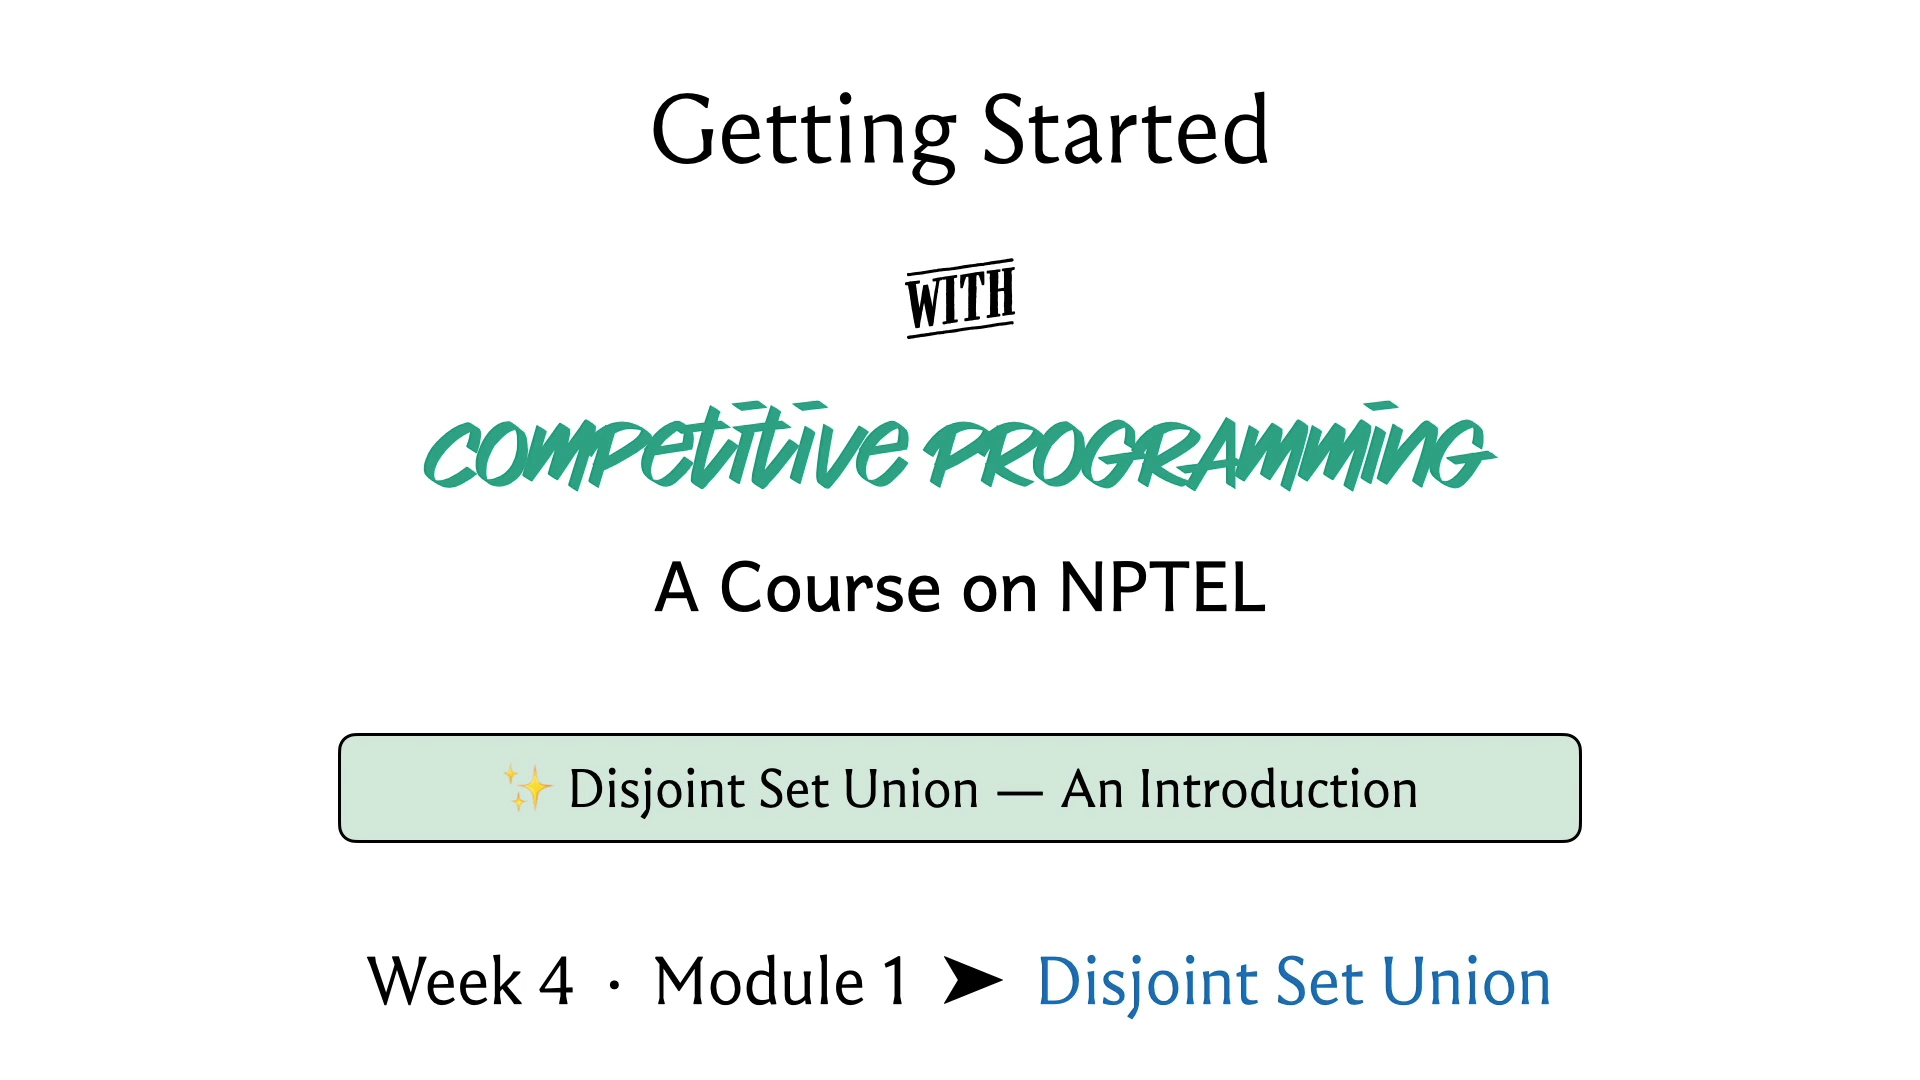 Getting Started
WITH
COMPETITIVE PROGRAMMING
A Course on NPTEL
✨ Disjoint Set Union — An Introduction
Week 4 · Module 1 ➤ Disjoint Set Union